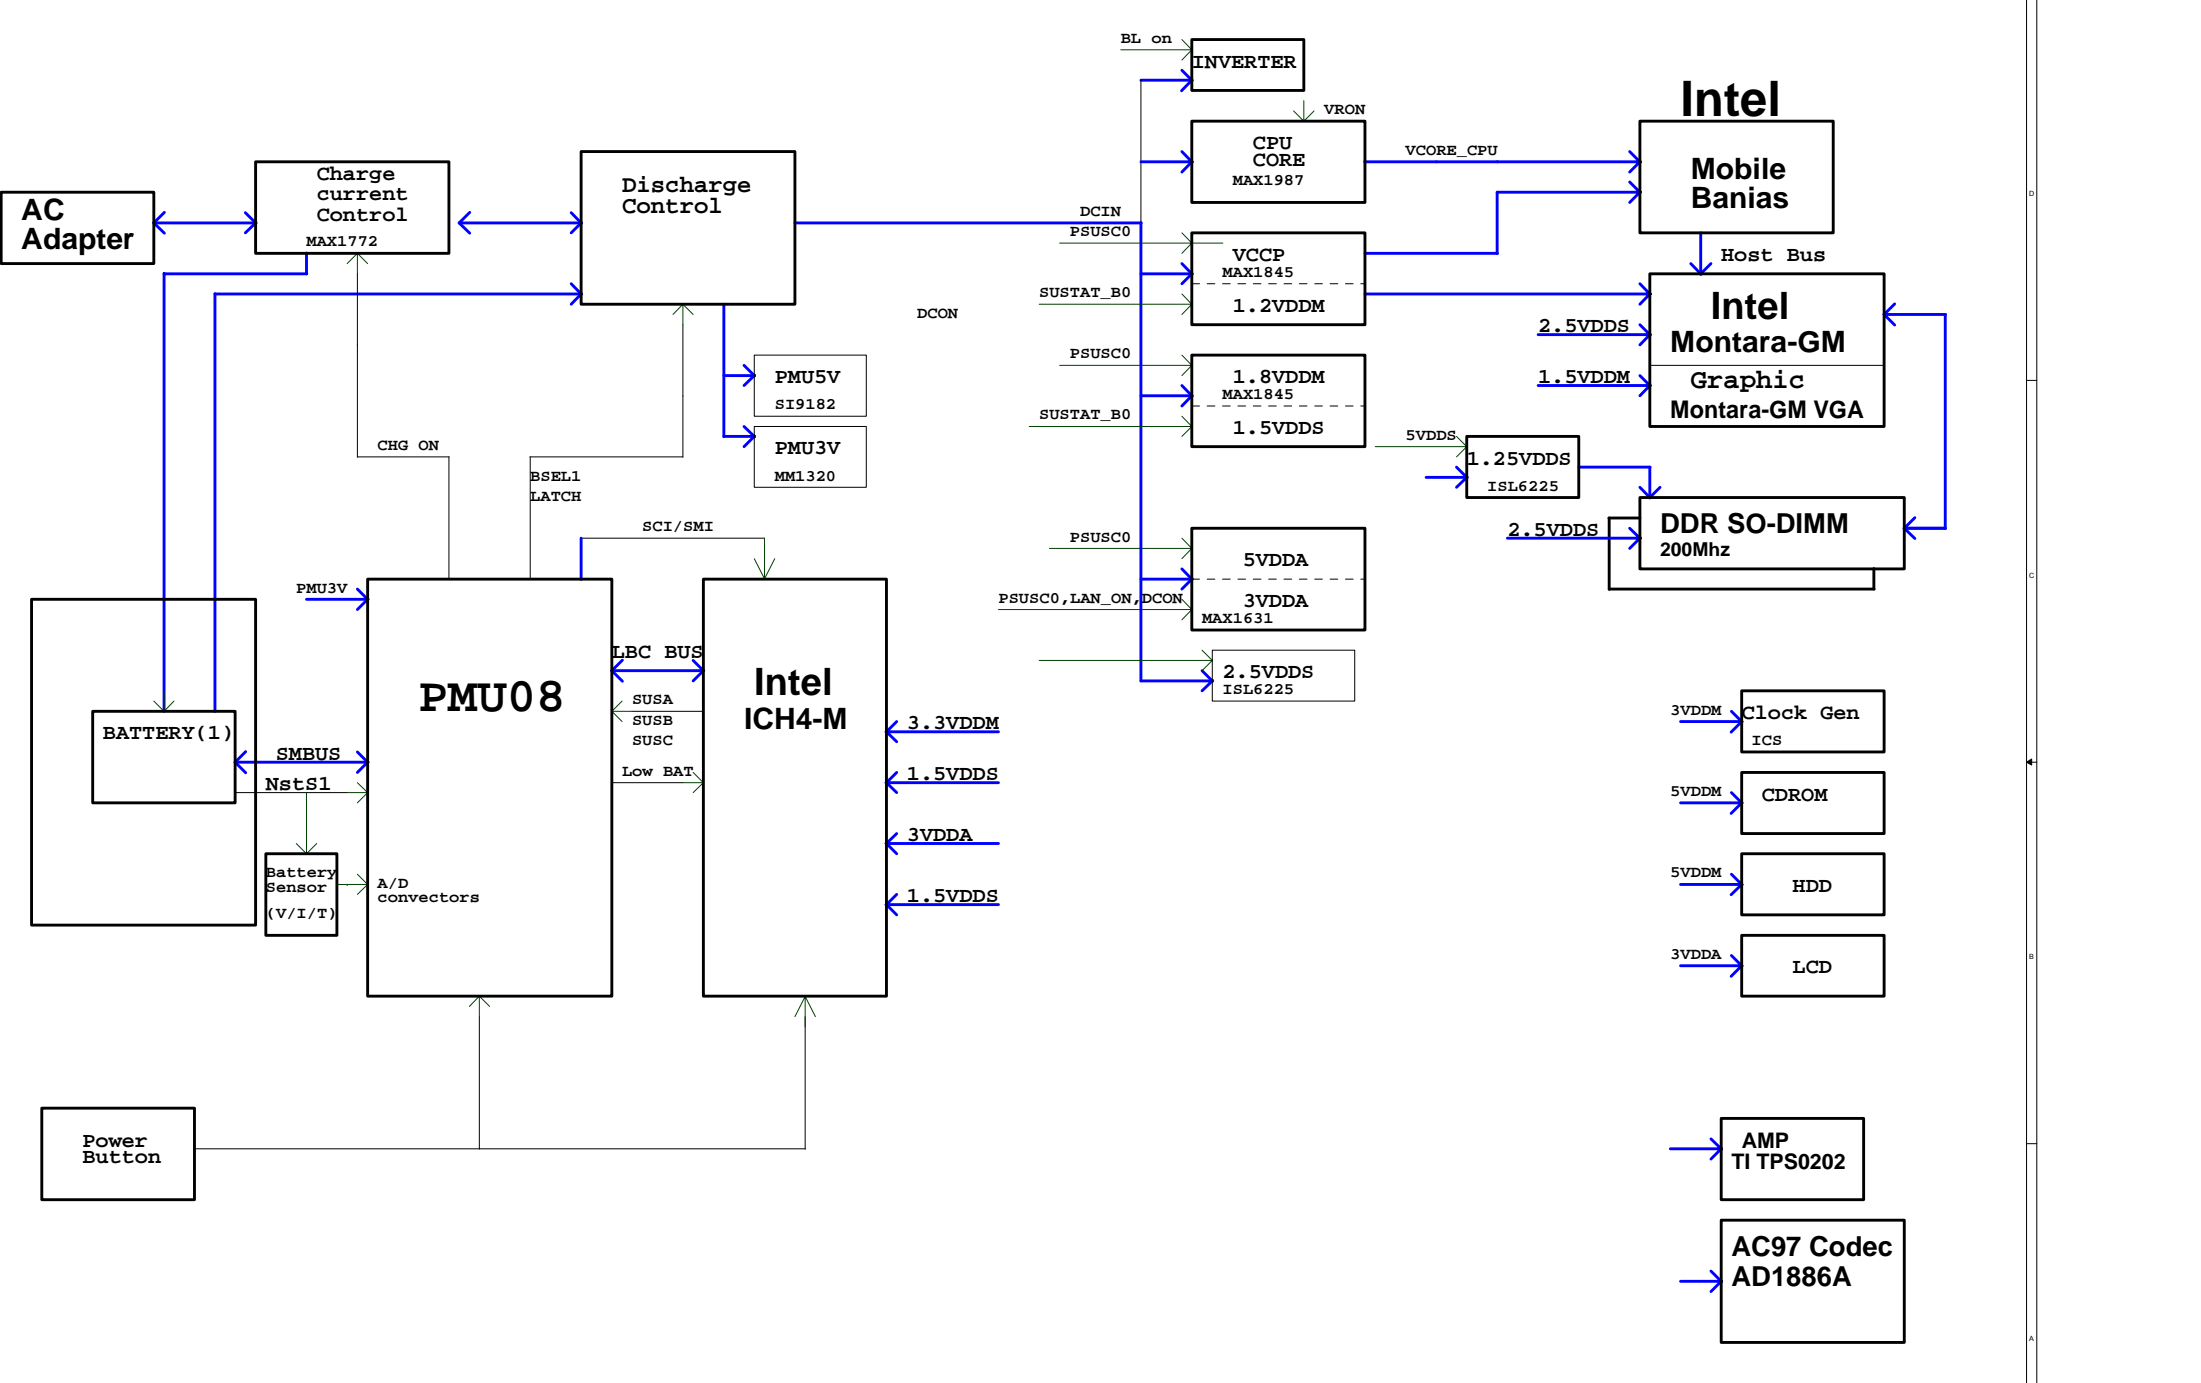 BL on
INVERTER
VRON
CPU
CORE
MAX1987
VCORE_CPU
Intel
Mobile
Banias
Host Bus
AC
Adapter
Charge
current
Control
MAX1772
Discharge
Control
DCIN
PSUSC0
VCCP
MAX1845
SUSTAT_B0
1.2VDDM
DCON
Intel
Montara-GM
Graphic
Montara-GM VGA
2.5VDDS
1.5VDDM
PMU5V
SI9182
PMU3V
MM1320
PSUSC0
1.8VDDM
MAX1845
SUSTAT_B0
1.5VDDS
5VDDS
1.25VDDS
ISL6225
CHG ON
BSEL1
LATCH
SCI/SMI
2.5VDDS
DDR SO-DIMM
200Mhz
PSUSC0
5VDDA
PSUSC0,LAN_ON,DCON
3VDDA
MAX1631
2.5VDDS
ISL6225
PMU3V
PMU08
LBC BUS
SUSA
SUSB
SUSC
Low BAT
Intel
ICH4-M
3.3VDDM
1.5VDDS
3VDDA
1.5VDDS
BATTERY(1)
SMBUS
NstS1
Battery
Sensor
(V/I/T)
A/D
convectors
3VDDM
Clock Gen
ICS
5VDDM
CDROM
5VDDM
HDD
3VDDA
LCD
Power
Button
AMP
TI TPS0202
AC97 Codec
AD1886A
D
C
B
A